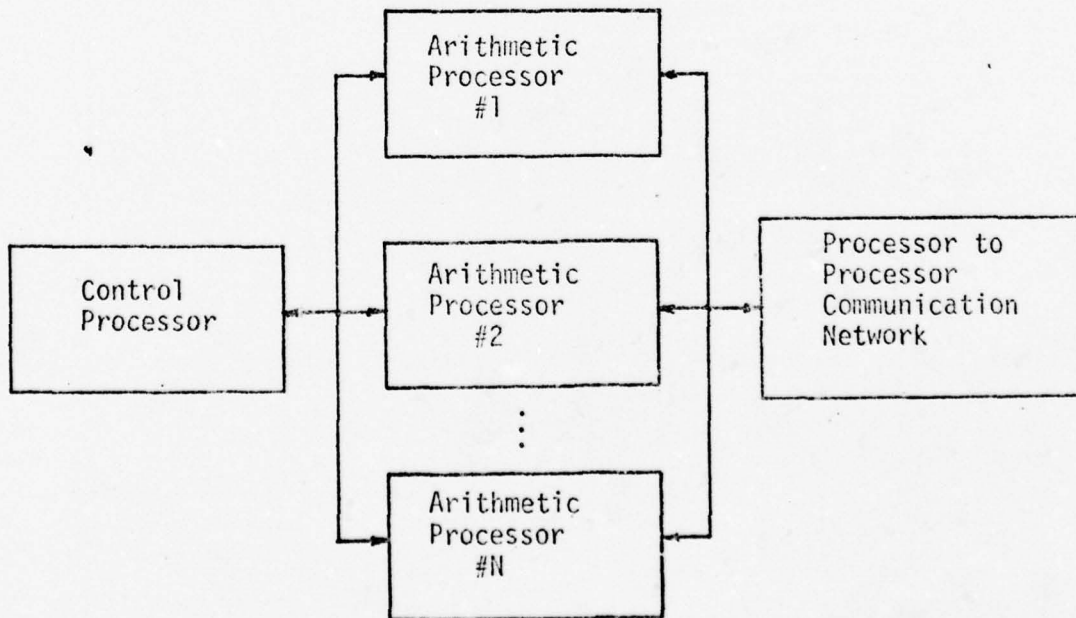 Arithmetic
Processor
#1
Control
Processor
Arithmetic
Processor
#2
Processor to
Processor
Communication
Network
Arithmetic
Processor
#N